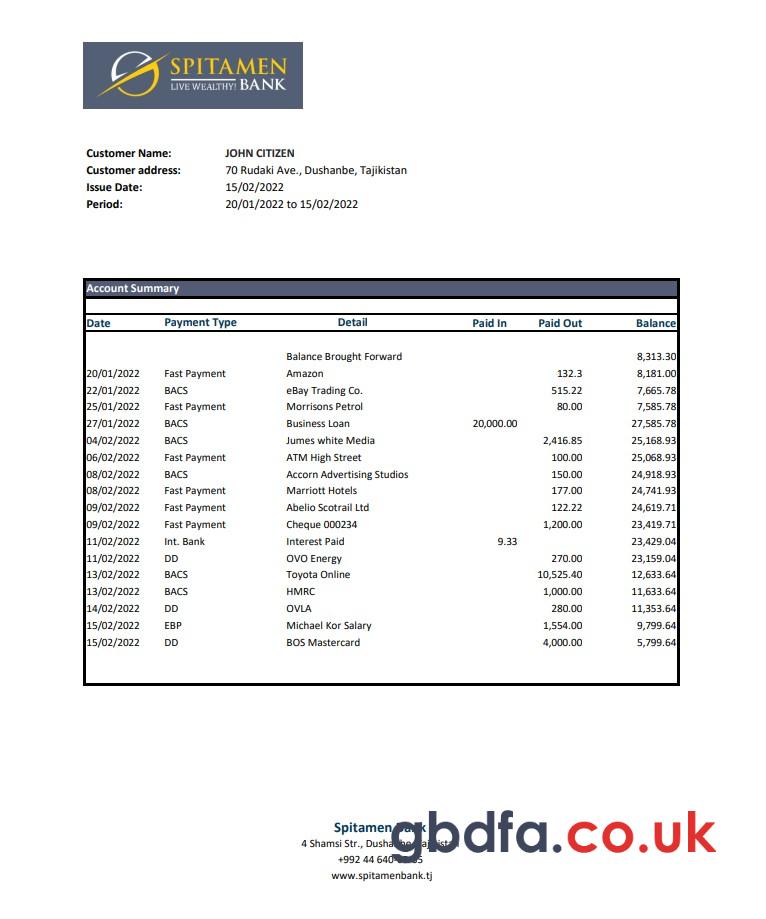 SPITAMEN
LIVE WEALTHY! BANK
Customer Name: JOHN CITIZEN
Customer address: 70 Rudaki Ave., Dushanbe, Tajikistan
Issue Date: 15/02/2022
Period: 20/01/2022 to 15/02/2022
Account Summary
Date Payment Type Detail Paid In Paid Out Balance
Balance Brought Forward 8,313.30
20/01/2022 Fast Payment Amazon 132.3 8,181.00
22/01/2022 BACS eBay Trading Co. 515.22 7,665.78
25/01/2022 Fast Payment Morrisons Petrol 80.00 7,585.78
27/01/2022 BACS Business Loan 20,000.00 27,585.78
04/02/2022 BACS Jumes white Media 2,416.85 25,168.93
06/02/2022 Fast Payment ATM High Street 100.00 25,068.93
08/02/2022 BACS Accorn Advertising Studios 150.00 24,918.93
08/02/2022 Fast Payment Marriott Hotels 177.00 24,741.93
09/02/2022 Fast Payment Abelio Scotrail Ltd 122.22 24,619.71
09/02/2022 Fast Payment Cheque 000234 1,200.00 23,419.71
11/02/2022 Int. Bank Interest Paid 9.33 23,429.04
11/02/2022 DD OVO Energy 270.00 23,159.04
13/02/2022 BACS Toyota Online 10,525.40 12,633.64
13/02/2022 BACS HMRC 1,000.00 11,633.64
14/02/2022 DD OVLA 280.00 11,353.64
15/02/2022 EBP Michael Kor Salary 1,554.00 9,799.64
15/02/2022 DD BOS Mastercard 4,000.00 5,799.64
Spitamen Bank
gbdfa.co.uk
4 Shamsi Str., Dushanbe, Tajikistan
+992 44
www.spitamenbank.tj